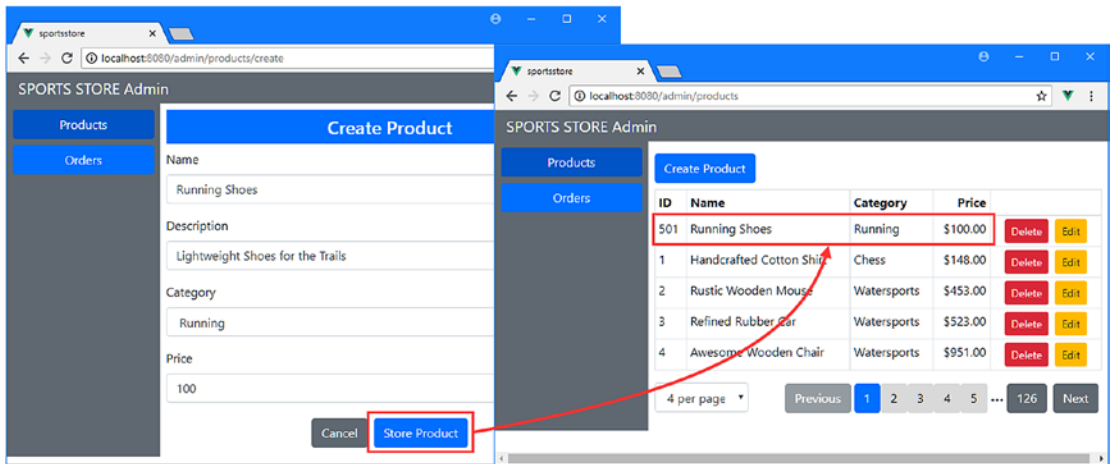 sportsstore
localhost:8080/admin/products/create
SPORTS STORE Admin
Products
Orders
Create Product
Name
Running Shoes
Description
Lightweight Shoes for the Trails
Category
Running
Price
100
Cancel Store Product
sportsstore
localhost:8080/admin/products
SPORTS STORE Admin
Products
Orders
Create Product
ID Name Category Price
501 Running Shoes Running $100.00 Delete Edit
1 Handcrafted Cotton Shirt Chess $148.00 Delete Edit
2 Rustic Wooden Mouse Watersports $453.00 Delete Edit
3 Refined Rubber Car Watersports $523.00 Delete Edit
4 Awesome Wooden Chair Watersports $951.00 Delete Edit
4 per page Previous 1 2 3 4 5 ... 126 Next